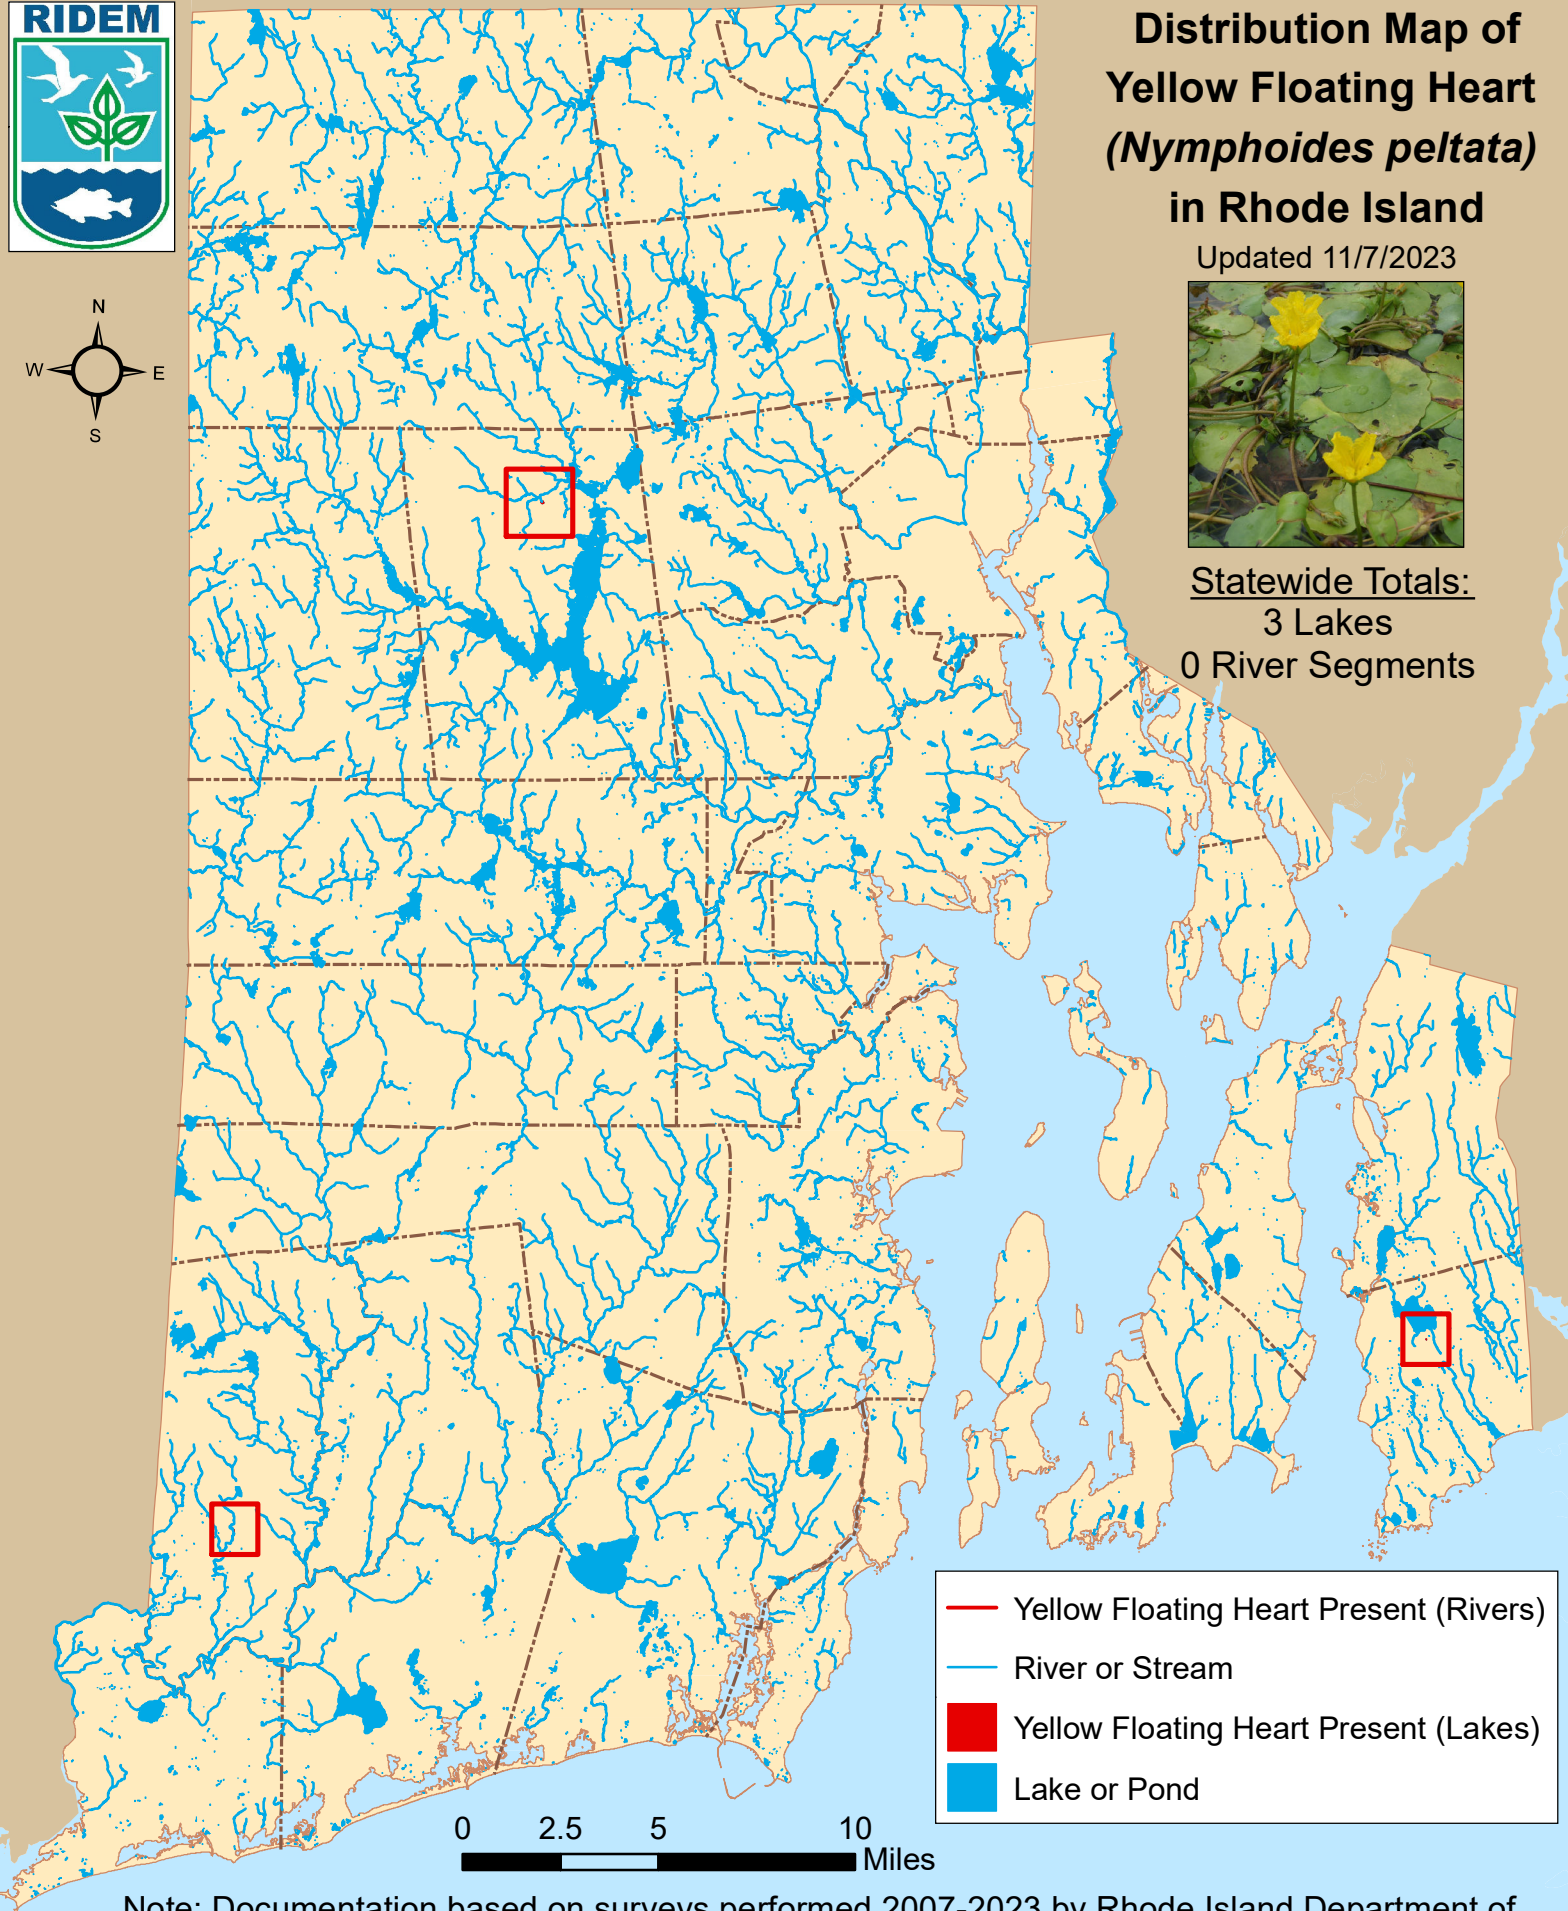 RIDEM
Distribution Map of
Yellow Floating Heart
(Nymphoides peltata)
in Rhode Island
Updated 11/7/2023
N
W
E
S
Statewide Totals:
3 Lakes
0 River Segments
Yellow Floating Heart Present (Rivers)
River or Stream
Yellow Floating Heart Present (Lakes)
Lake or Pond
0 2.5 5 10
Miles
Note: Documentation based on surveys performed 2007-2023 by Rhode Island Department of